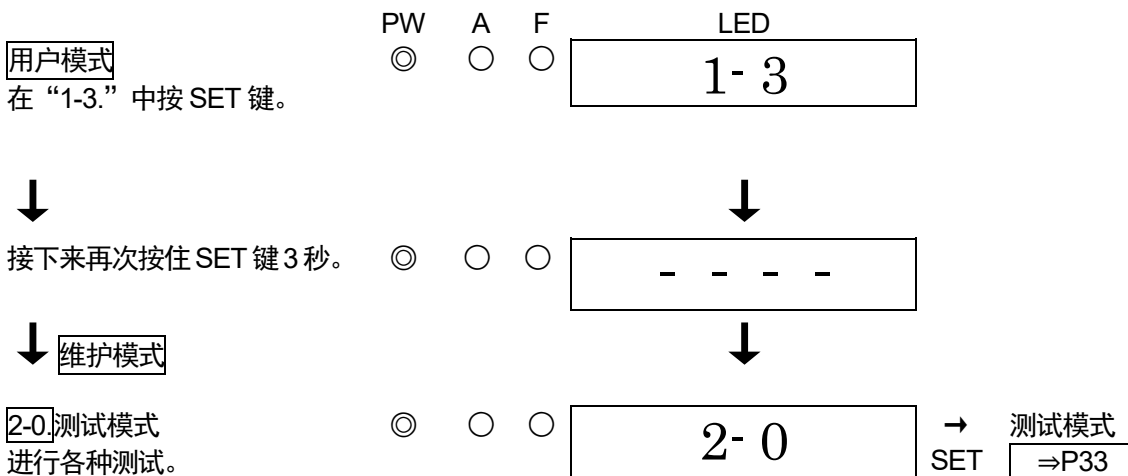 PW A F LED
用户模式 ◎ ○ ○ 1- 3
在“1-3.”中按 SET 键。
↓ ↓
接下来再次按住 SET 键 3 秒。 ◎ ○ ○ - - - -
↓ 维护模式 ↓
2-0.测试模式 ◎ ○ ○ 2- 0 → 测试模式
进行各种测试。 SET ⇒P33